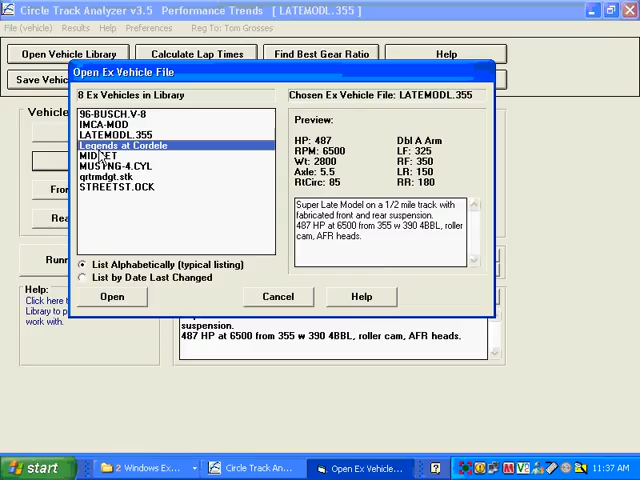 Circle Track Analyzer v3.5   Performance Trends   [ LATEMODL.355 ]
File (vehicle)   Results   Help   Preferences   Reg To: Tom Grosses
Open Vehicle Library   Calculate Lap Times   Find Best Gear Ratio   Help
Save Vehic
Open Ex Vehicle File
8 Ex Vehicles in Library   Chosen Ex Vehicle File: LATEMODL.355
Vehicle
96-BUSCH.V-8
IMCA-MOD
LATEMODL.355
Legends at Cordele
MIDGET
MUSTNG-4.CYL
qrtrmdgt.stk
STREETST.OCK
Preview:
HP: 487   Dbl A Arm
RPM: 6500   LF: 325
Wt: 2800   RF: 350
Axle: 5.5   LR: 150
RtCirc: 85   RR: 180
Super Late Model on a 1/2 mile track with
fabricated front and rear suspension.
487 HP at 6500 from 355 w 390 4BBL, roller
cam, AFR heads.
Fron
Rea
Runn
List Alphabetically (typical listing)
List by Date Last Changed
Open   Cancel   Help
Help:
Click here t
Library to p
work with.
suspension.
487 HP at 6500 from 355 w 390 4BBL, roller cam, AFR heads.
start   2 Windows Ex...   Circle Track An...   Open Ex Vehicle...   11:37 AM